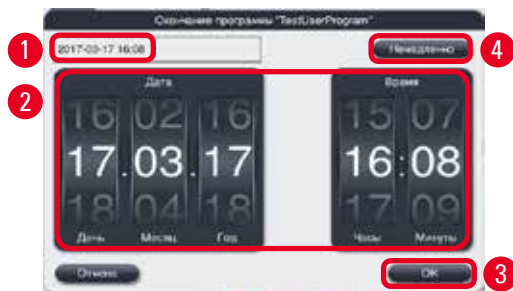 Окончание программы "TestUserProgram"
1
2017-03-17 16:08
Немедленно
4
2
Дата
Время
16 02 16
15 07
17.03.17
16:08
18 04 18
17 09
День Месяц Год
Часы Минуты
Отмена
OK
3